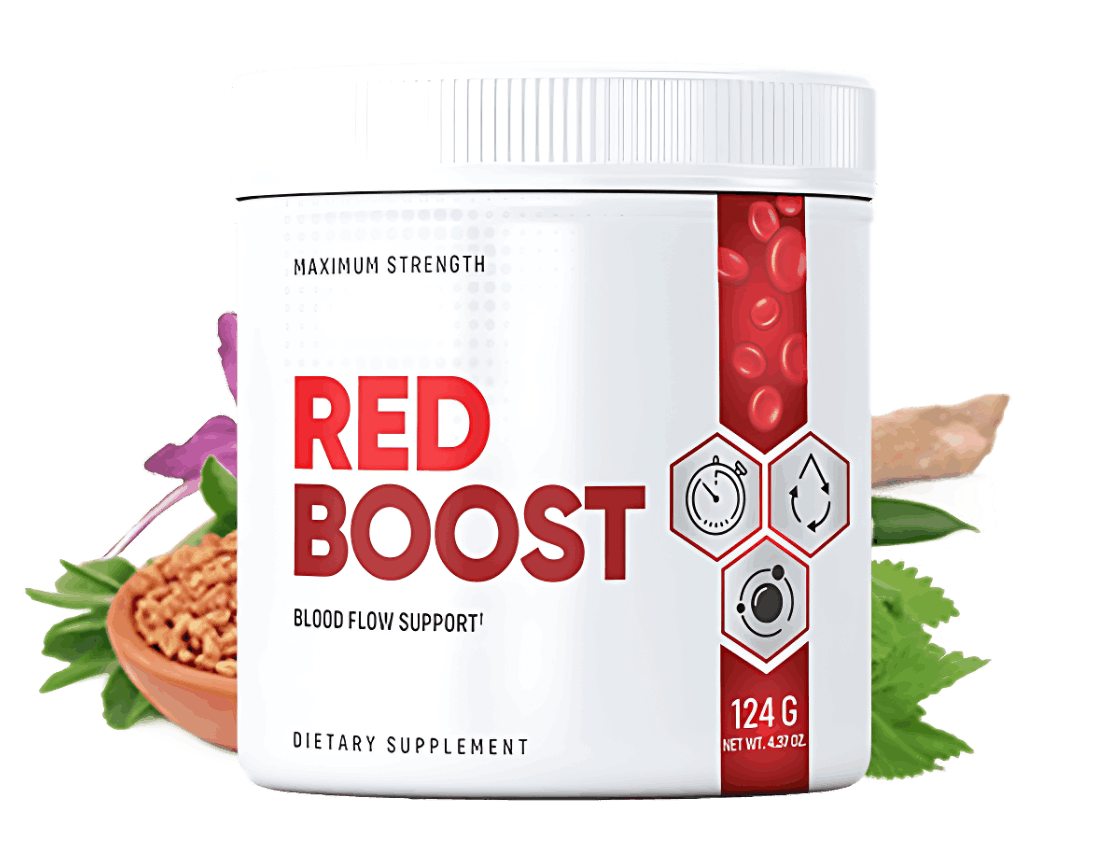 MAXIMUM STRENGTH
RED
BOOST
BLOOD FLOW SUPPORT†
DIETARY SUPPLEMENT
124 G
NET WT. 4.37 OZ.